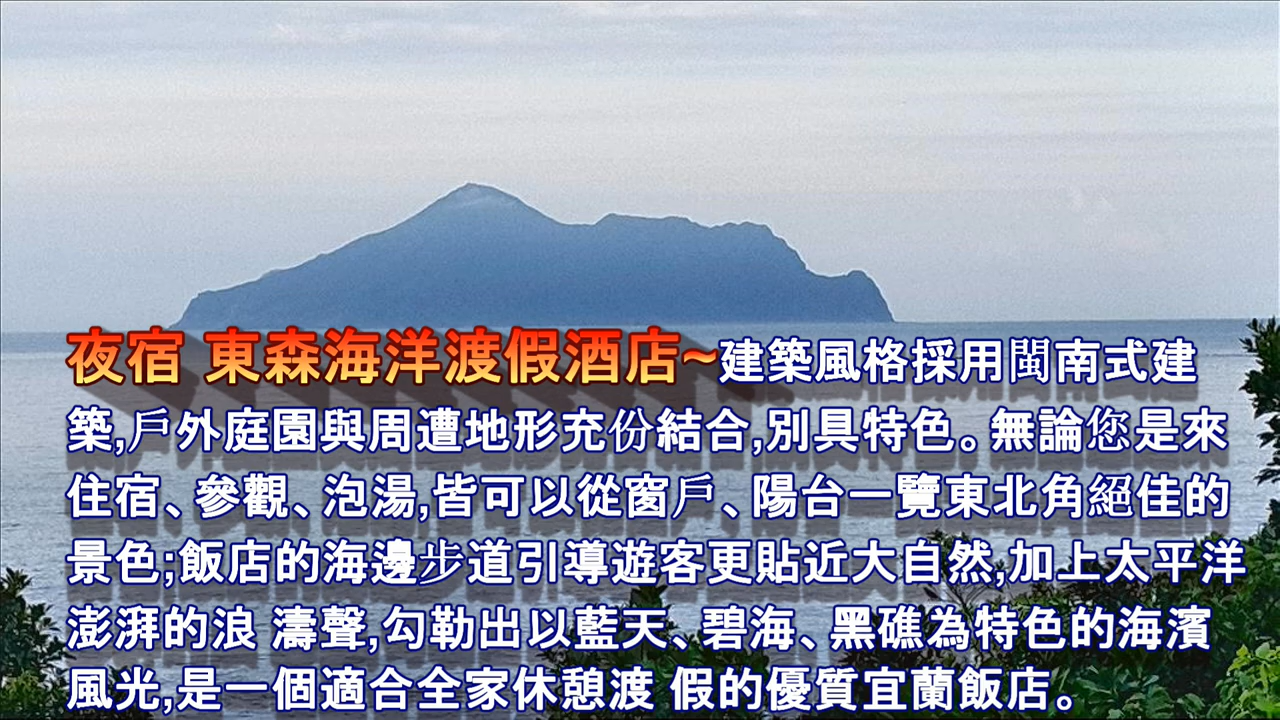 夜宿 東森海洋渡假酒店~建築風格採用閩南式建
築,戶外庭園與周遭地形充份結合,別具特色。無論您是來
住宿、參觀、泡湯,皆可以從窗戶、陽台一覽東北角絕佳的
景色;飯店的海邊步道引導遊客更貼近大自然,加上太平洋
澎湃的浪 濤聲,勾勒出以藍天、碧海、黑礁為特色的海濱
風光,是一個適合全家休憩渡 假的優質宜蘭飯店。